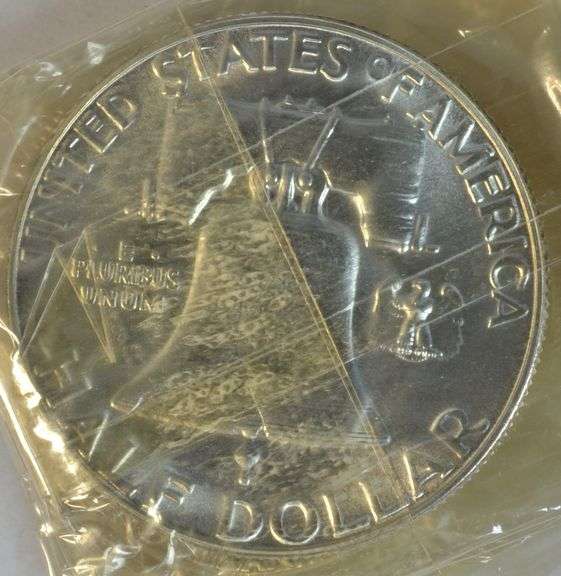 UNITED STATES OF AMERICA
E.
PLURIBUS
UNUM
HALF DOLLAR